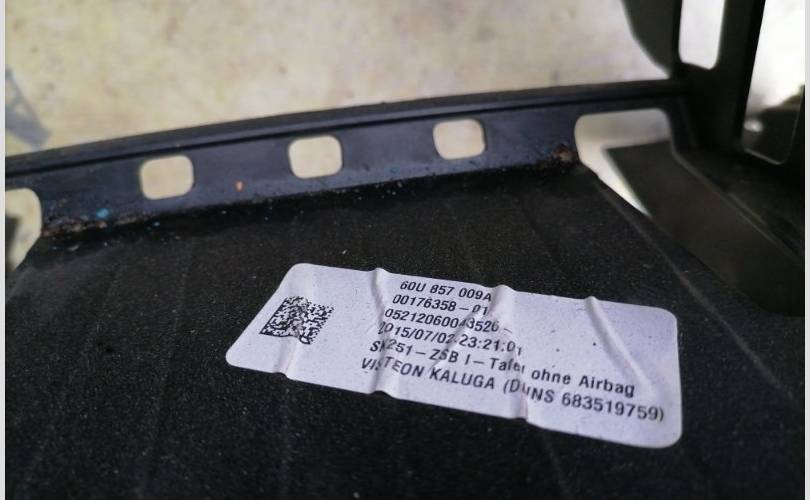 60U 857 009A
00176358-01
05212060043526-
2015/07/02 23:21:01
SK251-ZSB I-Tafel ohne Airbag
VISTEON KALUGA (DUNS 683519759)